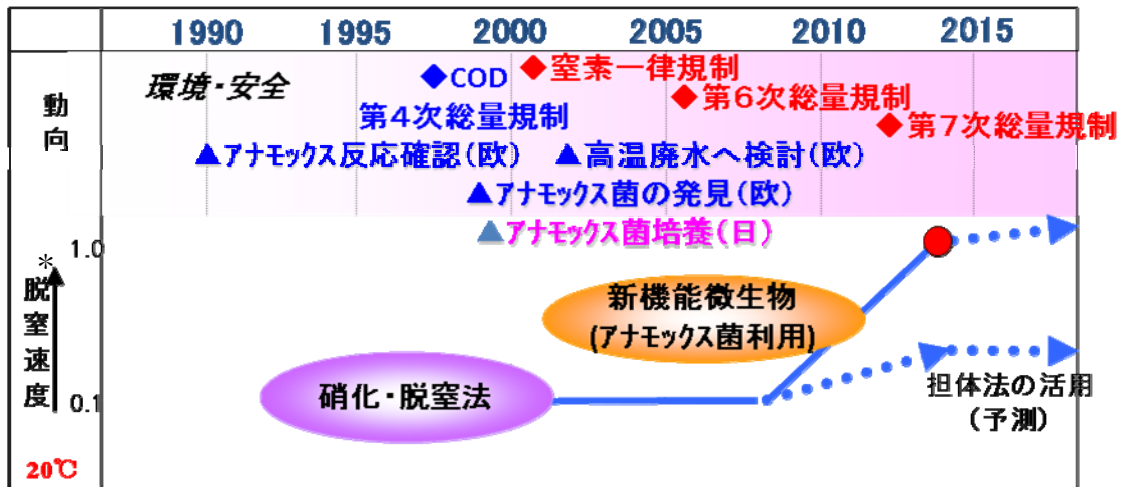 1990 1995 2000 2005 2010 2015
動向
環境・安全
◆COD
◆窒素一律規制
第4次総量規制
◆第6次総量規制
◆第7次総量規制
▲アナモックス反応確認(欧)
▲高温廃水へ検討(欧)
▲アナモックス菌の発見(欧)
▲アナモックス菌培養(日)
*脱窒速度
1.0
0.1
20℃
新機能微生物
(アナモックス菌利用)
硝化・脱窒法
担体法の活用
(予測)